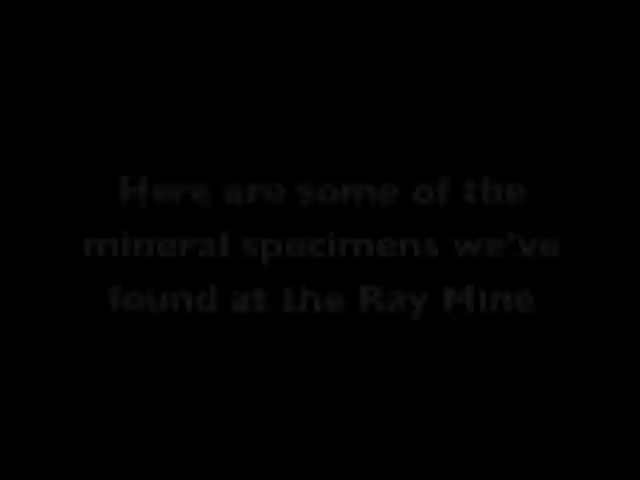 Here are some of the
mineral specimens we've
found at the Ray Mine